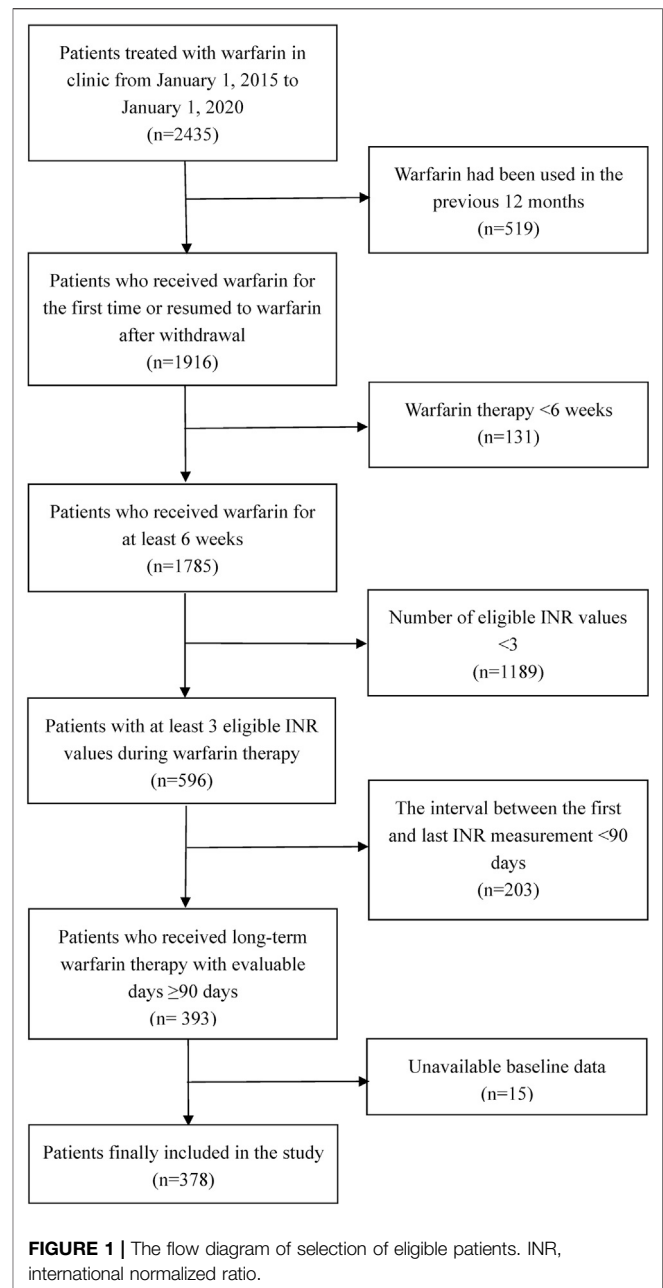 Patients treated with warfarin in
clinic from January 1, 2015 to
January 1, 2020
(n=2435)
Warfarin had been used in the
previous 12 months
(n=519)
Patients who received warfarin for
the first time or resumed to warfarin
after withdrawal
(n=1916)
Warfarin therapy <6 weeks
(n=131)
Patients who received warfarin for
at least 6 weeks
(n=1785)
Number of eligible INR values
<3
(n=1189)
Patients with at least 3 eligible INR
values during warfarin therapy
(n=596)
The interval between the first
and last INR measurement <90
days
(n=203)
Patients who received long-term
warfarin therapy with evaluable
days ≥90 days
(n= 393)
Unavailable baseline data
(n=15)
Patients finally included in the study
(n=378)
FIGURE 1 | The flow diagram of selection of eligible patients. INR,
international normalized ratio.